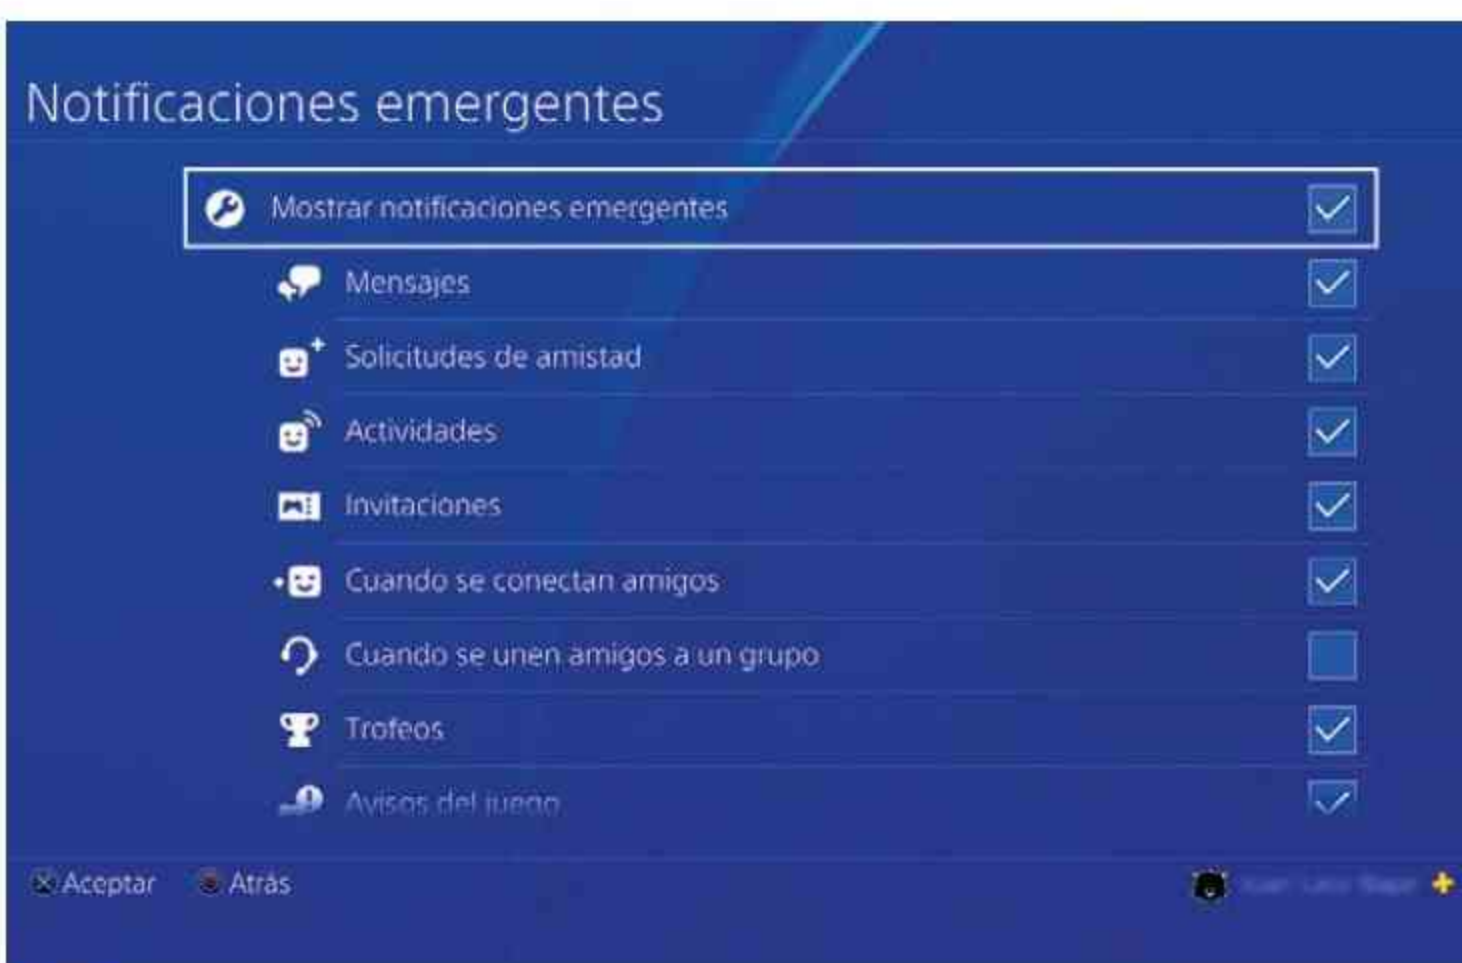 Notificaciones emergentes
Mostrar notificaciones emergentes
Mensajes
Solicitudes de amistad
Actividades
Invitaciones
Cuando se conectan amigos
Cuando se unen amigos a un grupo
Trofeos
Avisos del juego
Aceptar Atrás